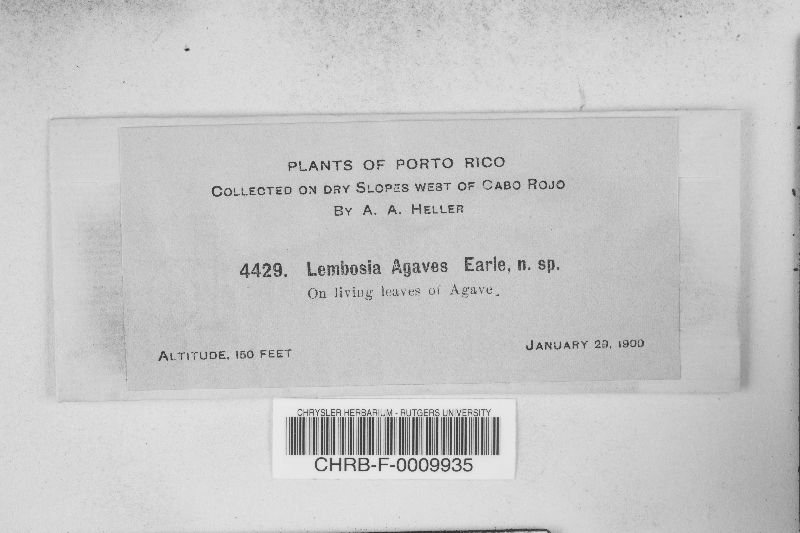 PLANTS OF PORTO RICO
COLLECTED ON DRY SLOPES WEST OF CABO ROJO
BY A. A. HELLER
4429. Lembosia Agaves Earle, n. sp.
On living leaves of Agave.
ALTITUDE, 150 FEET
JANUARY 29, 1900
CHRYSLER HERBARIUM - RUTGERS UNIVERSITY
CHRB-F-0009935